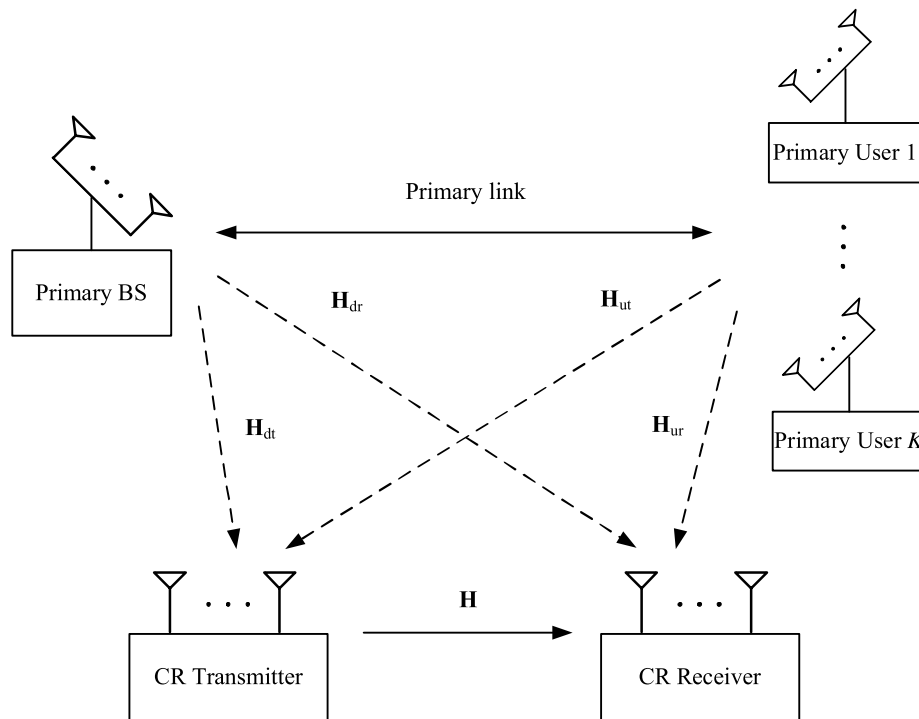 Primary User 1
Primary link
Primary BS
H_dr
H_ut
H_dt
H_ur
Primary User K
H
CR Transmitter
CR Receiver